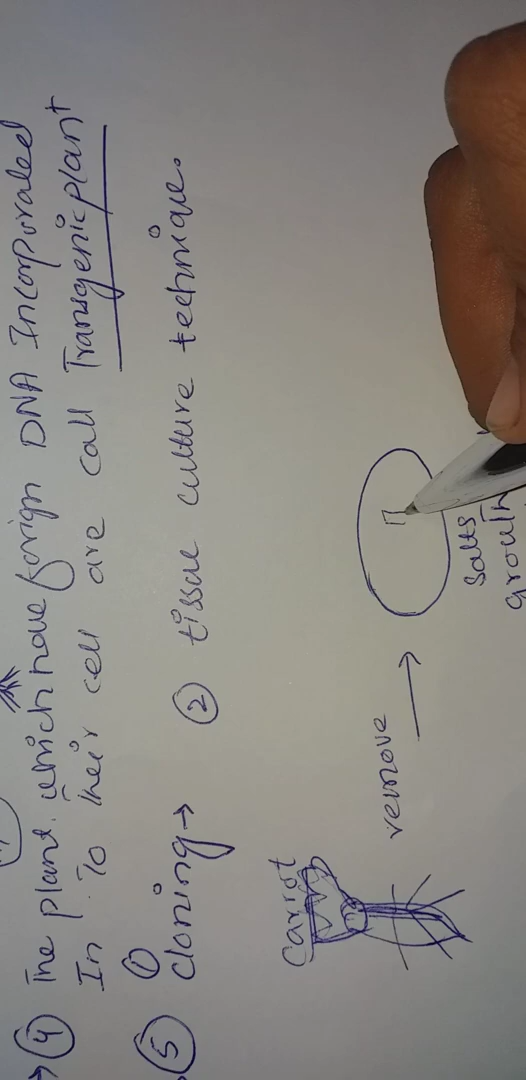 → ④ The plant. which have forign DNA Incorporated
In To their cell are call Transgenic plant
⑤ ① Cloning → ② tissue culture technique.
Carrot
remove →
Salts